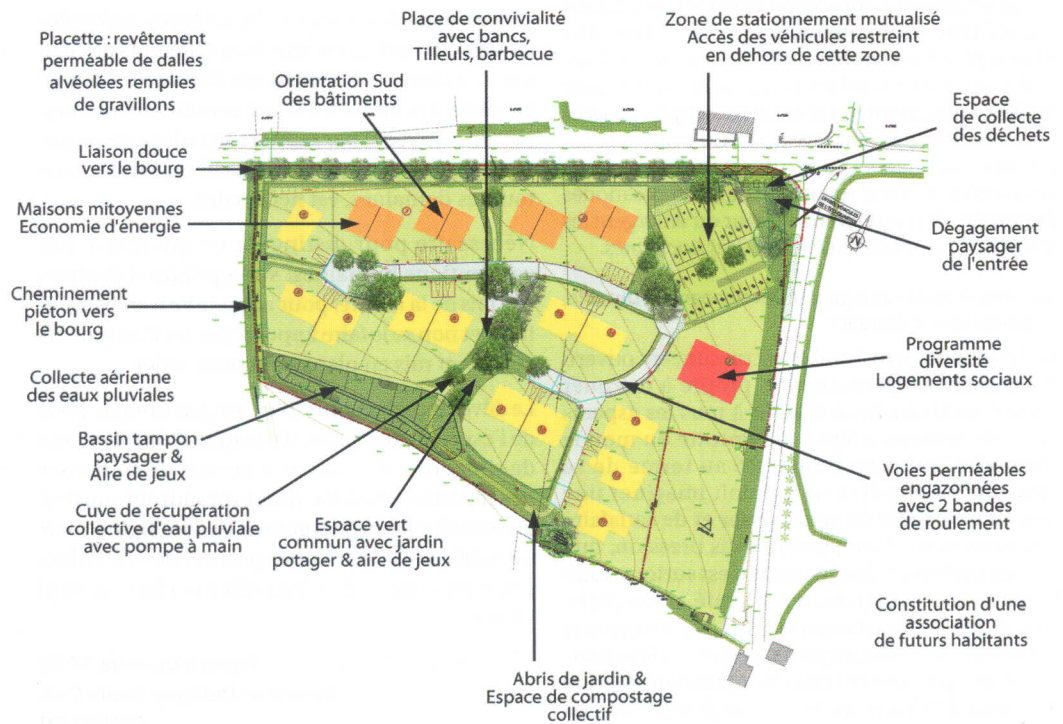 Placette : revêtement
perméable de dalles
alvéolées remplies
de gravillons
Orientation Sud
des bâtiments
Place de convivialité
avec bancs,
Tilleuls, barbecue
Zone de stationnement mutualisé
Accès des véhicules restreint
en dehors de cette zone
Espace
de collecte
des déchets
Liaison douce
vers le bourg
Maisons mitoyennes
Economie d'énergie
Dégagement
paysager
de l'entrée
Cheminement
piéton vers
le bourg
Programme
diversité
Logements sociaux
Collecte aérienne
des eaux pluviales
Bassin tampon
paysager &
Aire de jeux
Voies perméables
engazonnées
avec 2 bandes
de roulement
Cuve de récupération
collective d'eau pluviale
avec pompe à main
Espace vert
commun avec jardin
potager & aire de jeux
Constitution d'une
association
de futurs habitants
Abris de jardin &
Espace de compostage
collectif